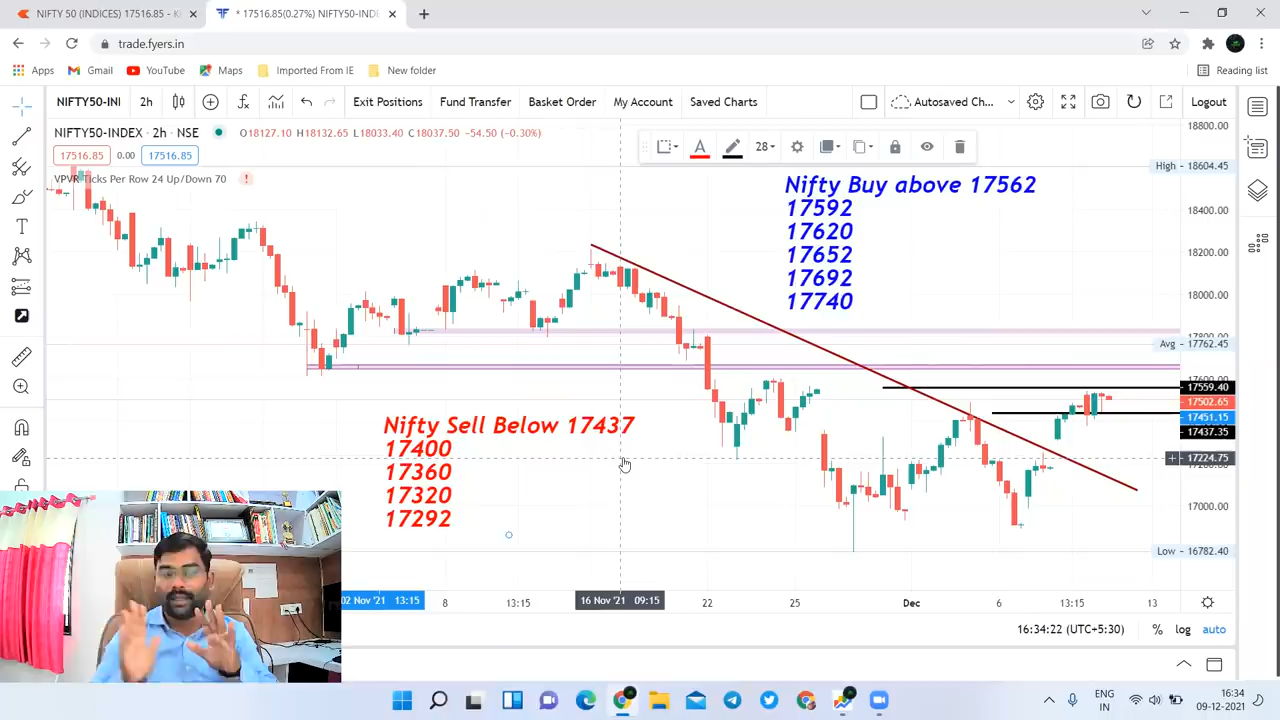 NIFTY 50 (INDICES) 17516.85 - K
* 17516.85(0.27%) NIFTY50-INDE
trade.fyers.in
Apps
Gmail
YouTube
Maps
Imported From IE
New folder
Reading list
NIFTY50-INI
2h
Exit Positions
Fund Transfer
Basket Order
My Account
Saved Charts
Autosaved Ch...
Logout
NIFTY50-INDEX · 2h · NSE
O18127.10 H18132.65 L18033.40 C18037.50 -54.50 (-0.30%)
17516.85 0.00 17516.85
VPVR Ticks Per Row 24 Up/Down 70
28
Nifty Buy above 17562
17592
17620
17652
17692
17740
Nifty Sell Below 17437
17400
17360
17320
17292
18800.00
High - 18604.45
18400.00
18200.00
18000.00
17800.00
Avg - 17762.45
17600.00
17559.40
17502.65
17451.15
17437.35
17224.75
17200.00
17000.00
Low - 16782.40
02 Nov '21 13:15
8
13:15
16 Nov '21 09:15
22
25
Dec
6
13:15
13
16:34:22 (UTC+5:30)
%
log
auto
ENG
IN
16:34
09-12-2021